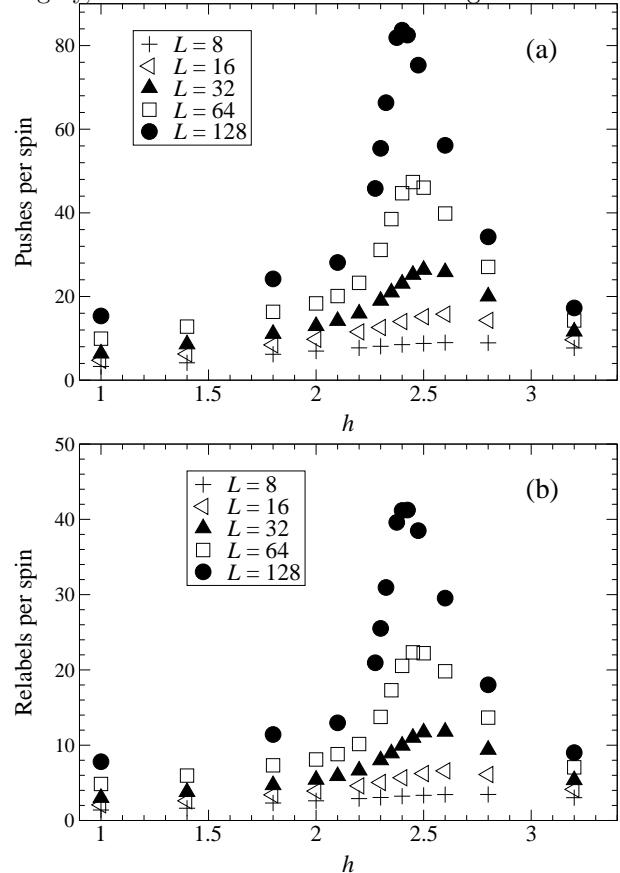 80
60
40
20
0
Pushes per spin
(a)
L = 8
L = 16
L = 32
L = 64
L = 128
1
1.5
2
2.5
3
h
50
40
30
20
10
0
Relabels per spin
(b)
L = 8
L = 16
L = 32
L = 64
L = 128
1
1.5
2
2.5
3
h